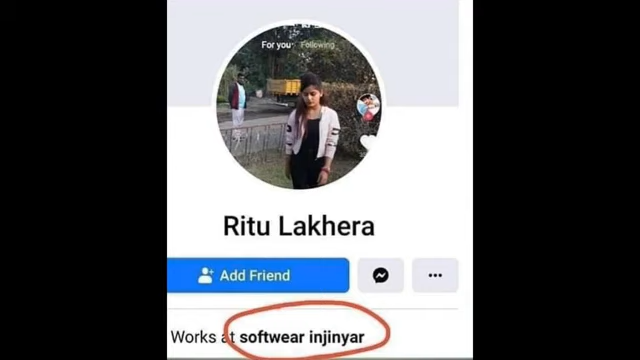 For you Following
Ritu Lakhera
Add Friend
Works at softwear injinyar